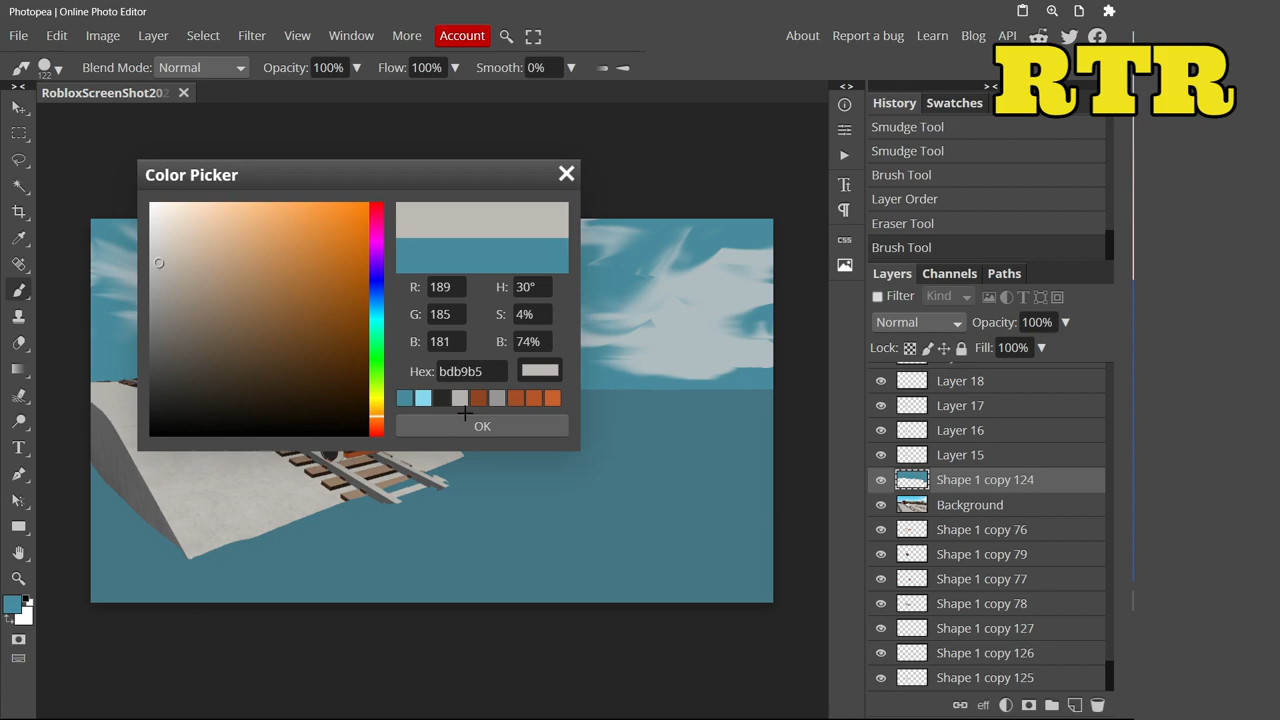 Photopea | Online Photo Editor
File Edit Image Layer Select Filter View Window More Account About Report a bug Learn Blog API
122 Blend Mode: Normal Opacity: 100% Flow: 100% Smooth: 0%
RTR
> < RobloxScreenShot202 < > > <
History Swatches
Smudge Tool
Smudge Tool
Brush Tool
Layer Order
Eraser Tool
Brush Tool
CSS
Color Picker
R: 189 H: 30°
G: 185 S: 4%
B: 181 B: 74%
Hex: bdb9b5
OK
Layers Channels Paths
Filter Kind
Normal Opacity: 100%
Lock: Fill: 100%
Layer 18
Layer 17
Layer 16
Layer 15
Shape 1 copy 124
Background
Shape 1 copy 76
Shape 1 copy 79
Shape 1 copy 77
Shape 1 copy 78
Shape 1 copy 127
Shape 1 copy 126
Shape 1 copy 125
eff